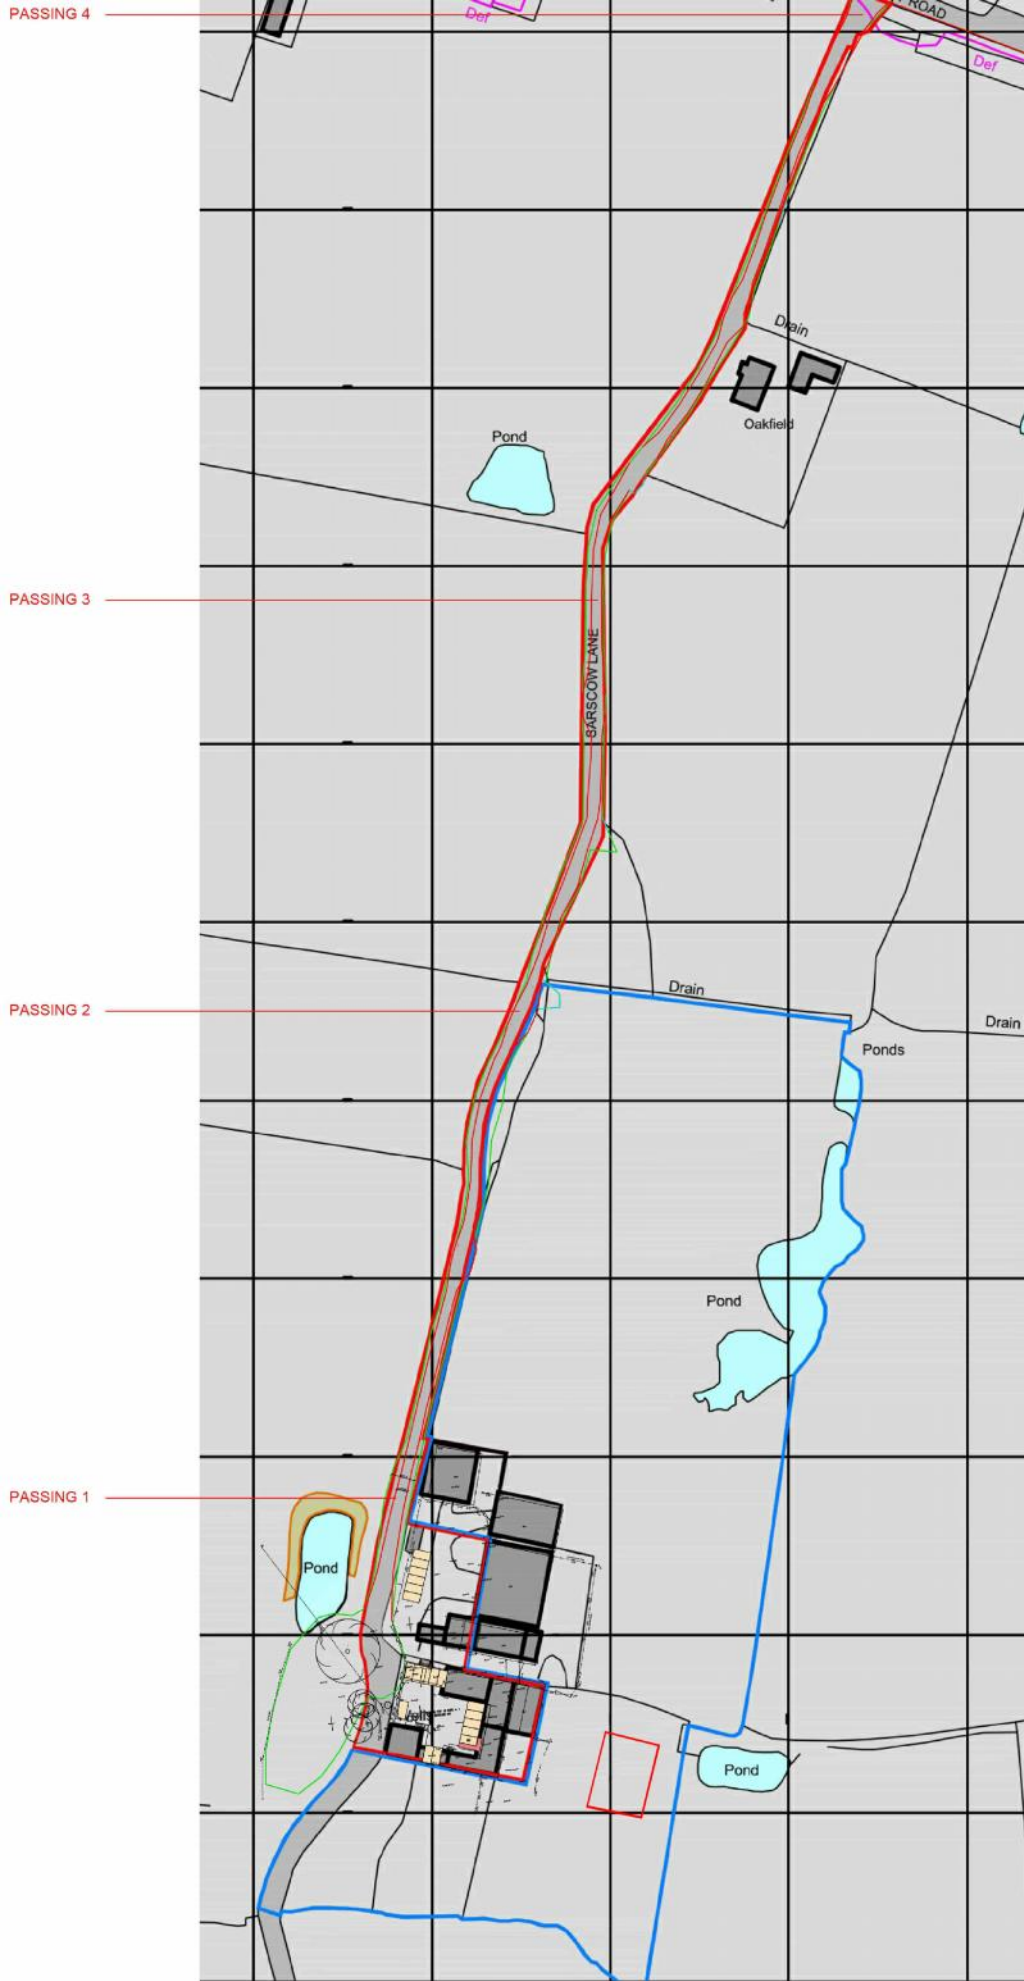 PASSING 4
ROAD
Def
Def
Drain
Oakfield
Pond
PASSING 3
SARSCOW LANE
Drain
PASSING 2
Drain
Ponds
Pond
PASSING 1
Pond
Pond